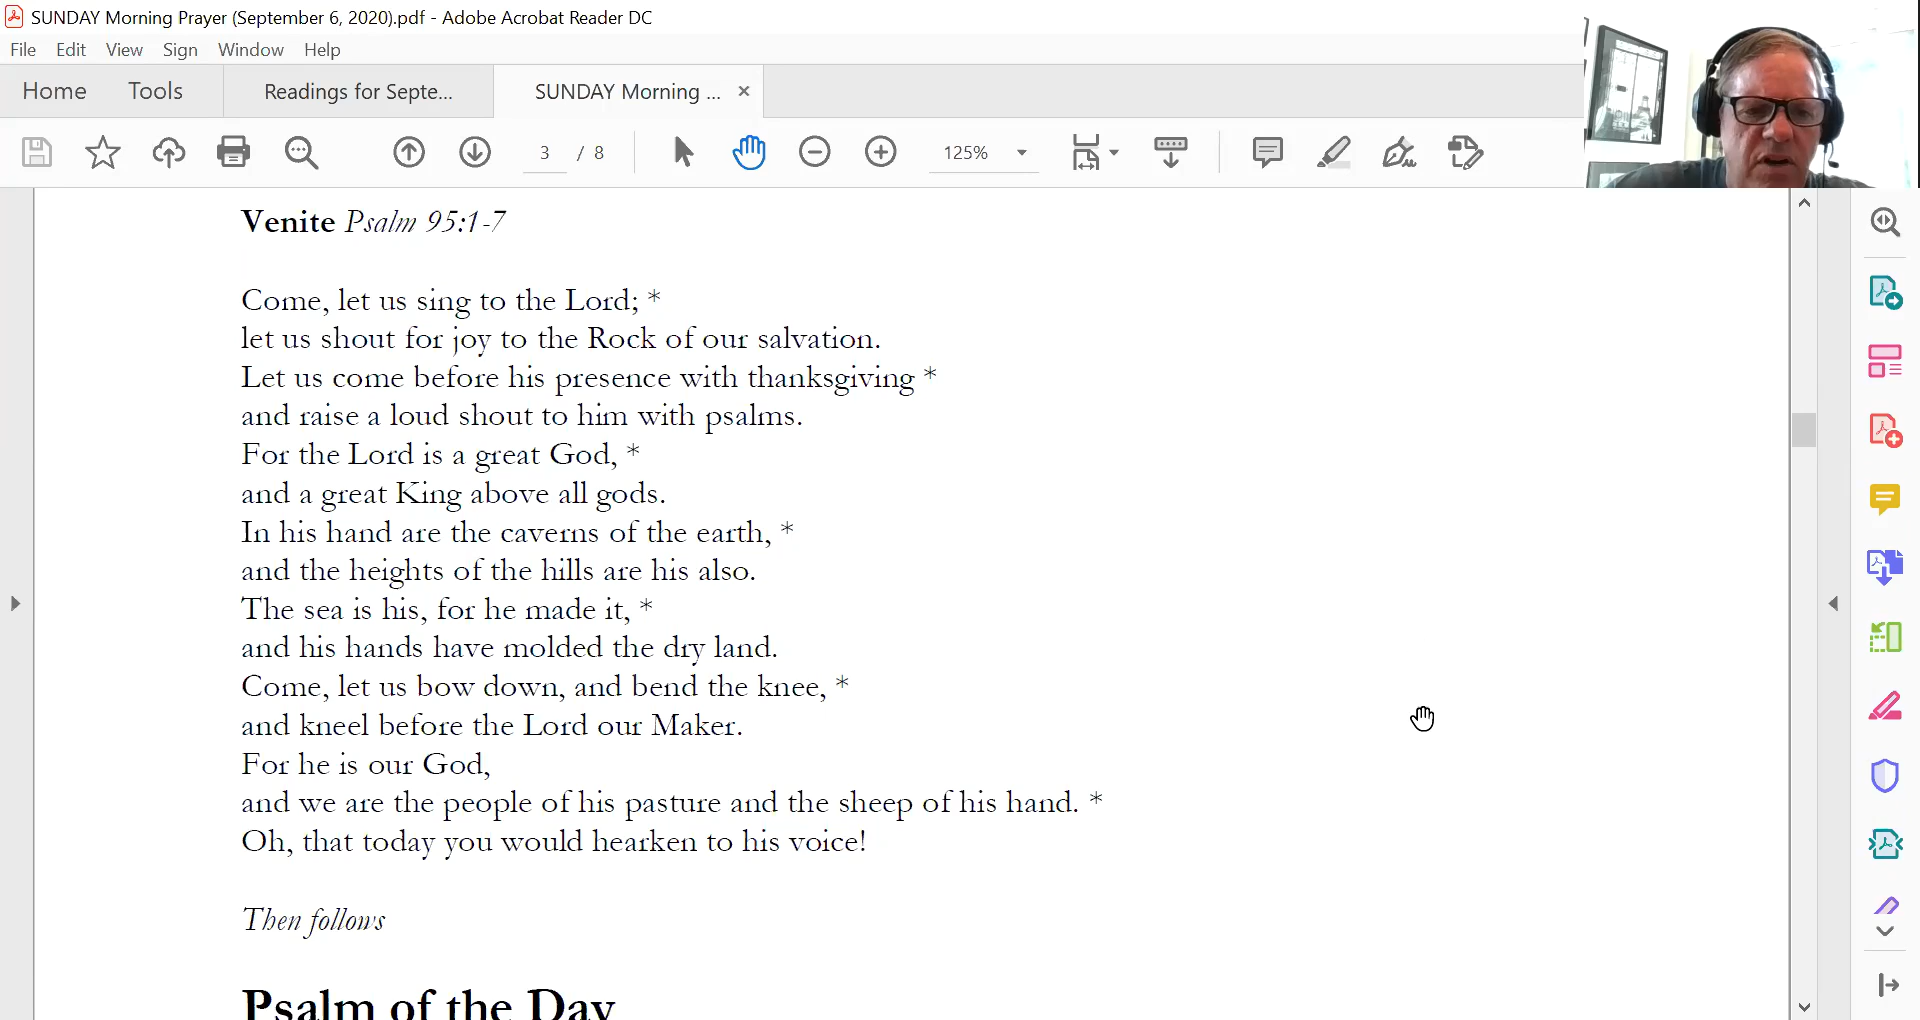 SUNDAY Morning Prayer (September 6, 2020).pdf - Adobe Acrobat Reader DC
File Edit View Sign Window Help
Home Tools Readings for Septe... SUNDAY Morning ... ×
3 / 8 125%
Venite Psalm 95:1-7
Come, let us sing to the Lord; *
let us shout for joy to the Rock of our salvation.
Let us come before his presence with thanksgiving *
and raise a loud shout to him with psalms.
For the Lord is a great God, *
and a great King above all gods.
In his hand are the caverns of the earth, *
and the heights of the hills are his also.
The sea is his, for he made it, *
and his hands have molded the dry land.
Come, let us bow down, and bend the knee, *
and kneel before the Lord our Maker.
For he is our God,
and we are the people of his pasture and the sheep of his hand. *
Oh, that today you would hearken to his voice!
Then follows
Psalm of the Day